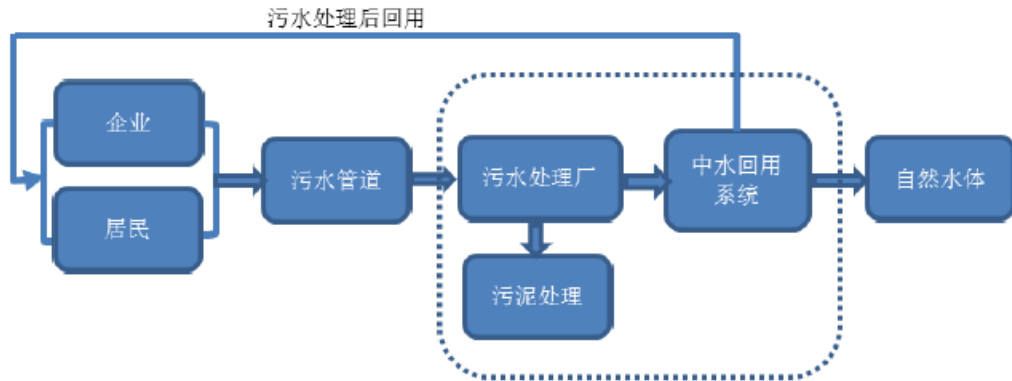 污水处理后回用
企业
居民
污水管道
污水处理厂
中水回用
系统
自然水体
污泥处理